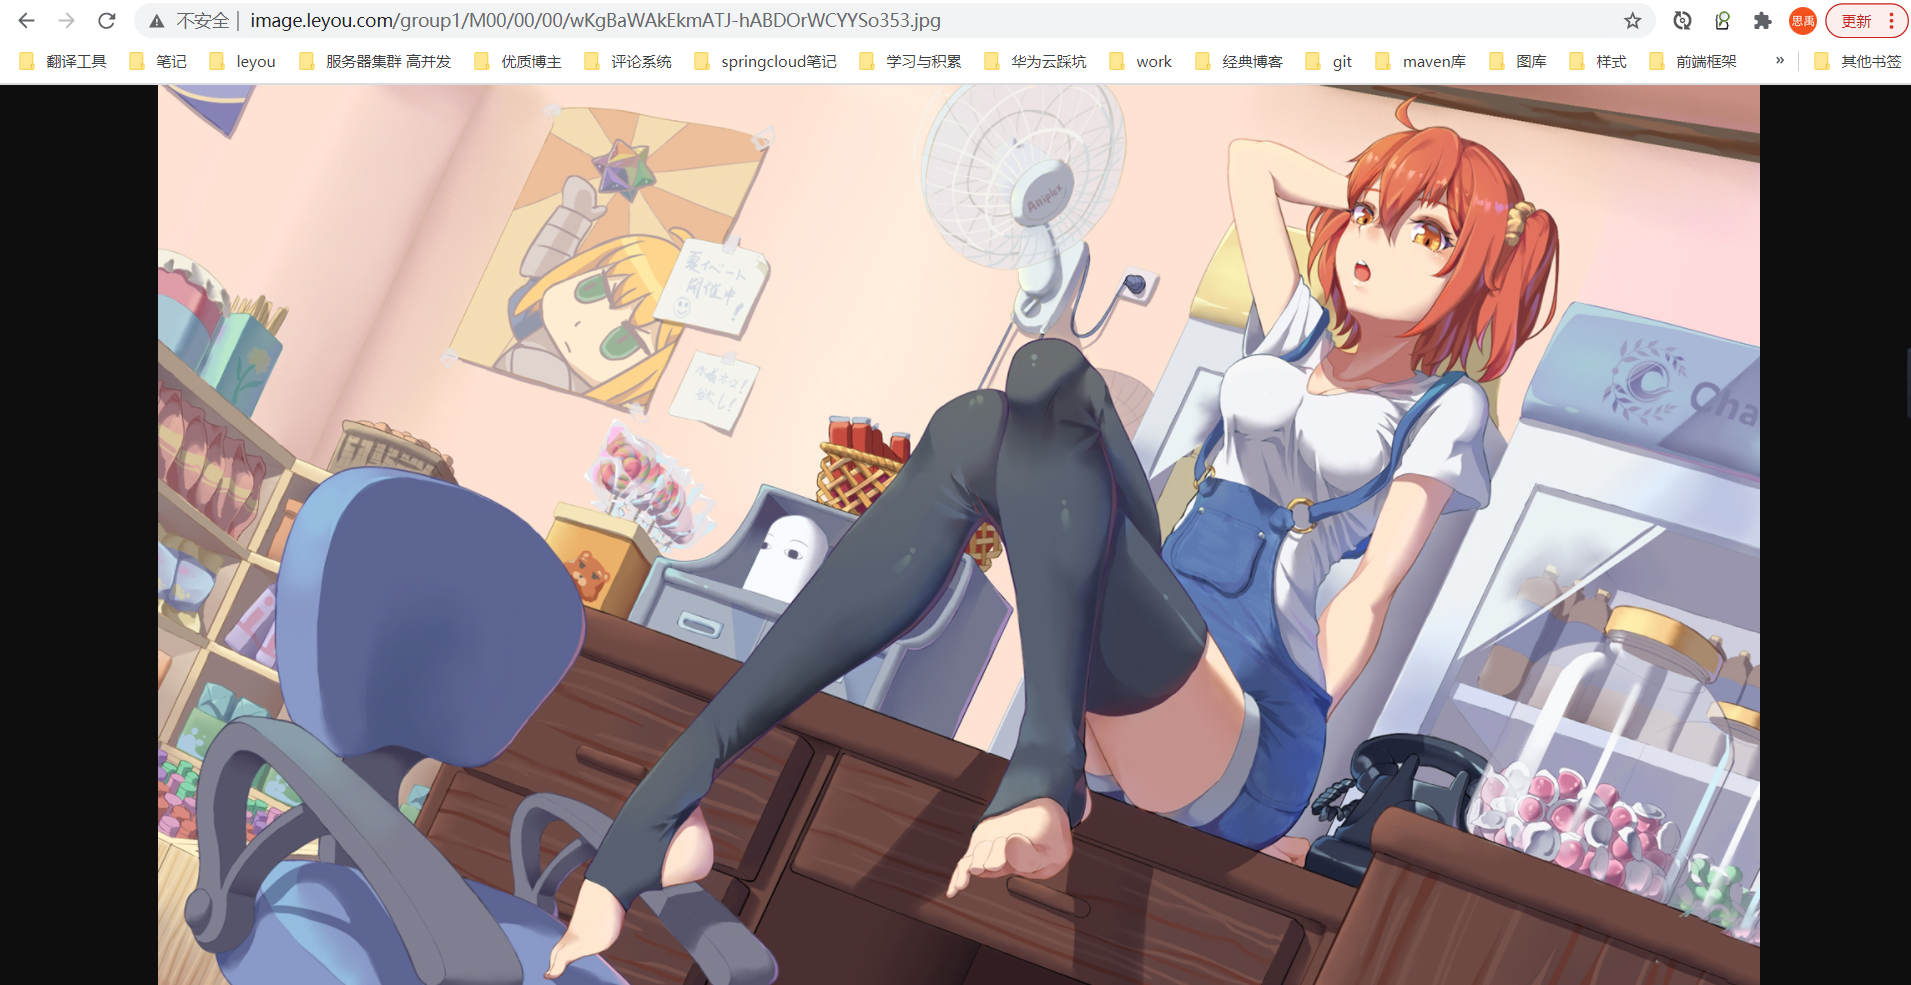 不安全 | image.leyou.com/group1/M00/00/00/wKgBaWAkEkmATJ-hABDOrWCYYSo353.jpg
思禹
更新
翻译工具 笔记 leyou 服务器集群 高并发 优质博主 评论系统 springcloud笔记 学习与积累 华为云踩坑 work 经典博客 git maven库 图库 样式 前端框架 » 其他书签
Amplex
夏イベート
開催中!
欲し!
Cha